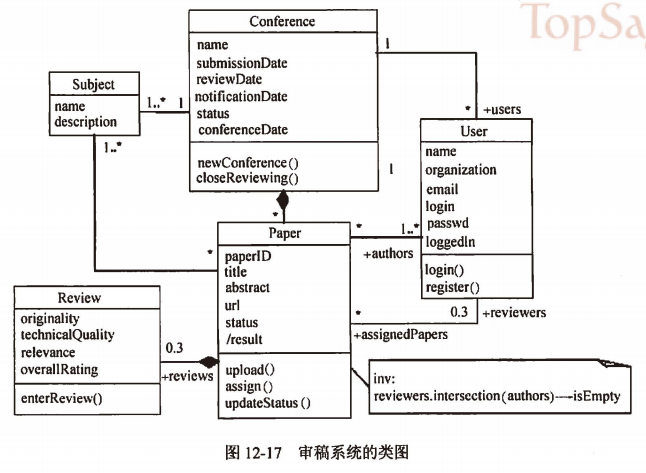 TopSa
Conference
name
submissionDate
reviewDate
notificationDate
status
conferenceDate
newConference()
closeReviewing()
1
Subject
name
description
1..*
1
1..*
*
+users
User
name
organization
email
login
passwd
loggedIn
login()
register()
1
*
Paper
paperID
title
abstract
url
status
/result
upload()
assign()
updateStatus()
*
*
1..*
+authors
*
0.3
+reviewers
+assignedPapers
Review
originality
technicalQuality
relevance
overallRating
enterReview()
0.3
+reviews
inv:
reviewers.intersection(authors)—isEmpty
图 12-17 审稿系统的类图